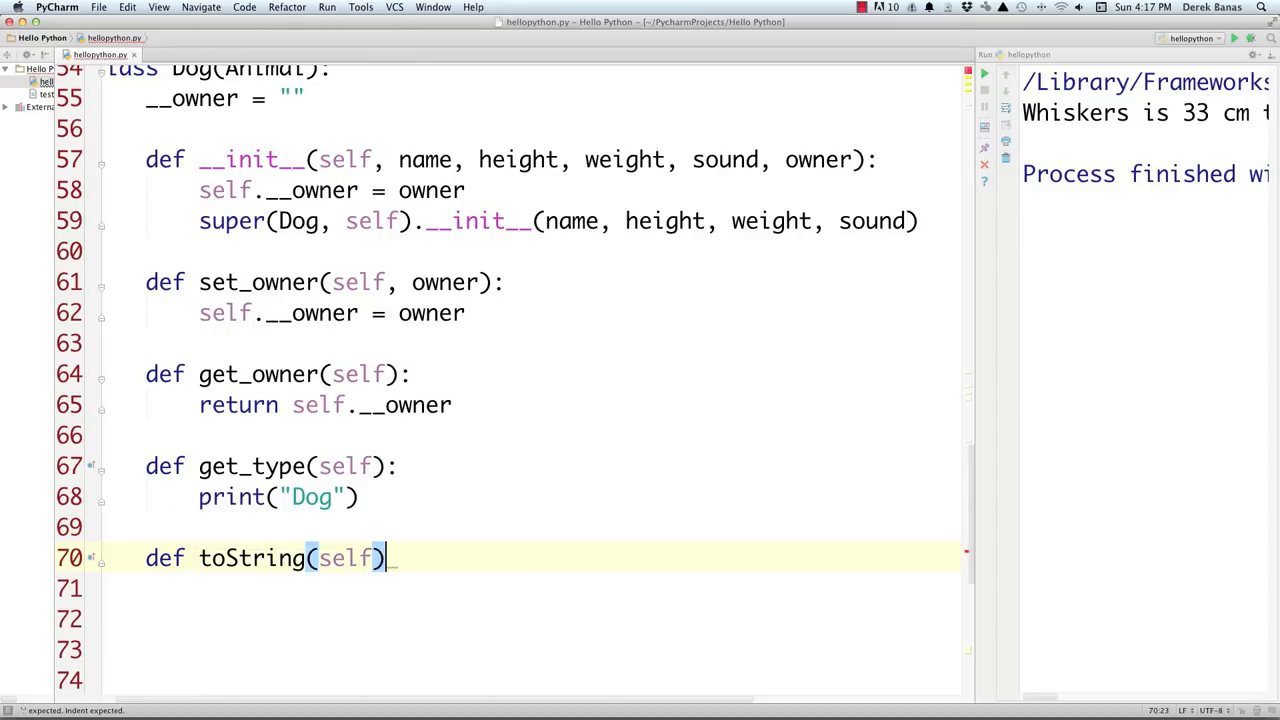 PyCharm File Edit View Navigate Code Refactor Run Tools VCS Window Help 10 Sun 4:17 PM Derek Banas
hellopython.py - Hello Python - [~/PycharmProjects/Hello Python]
Hello Python hellopython.py hellopython
hellopython.py Run hellopython
Hello P
hell
test
Extern
54 lass Dog(Animal):
55 __owner = ""
56
57 def __init__(self, name, height, weight, sound, owner):
58 self.__owner = owner
59 super(Dog, self).__init__(name, height, weight, sound)
60
61 def set_owner(self, owner):
62 self.__owner = owner
63
64 def get_owner(self):
65 return self.__owner
66
67 def get_type(self):
68 print("Dog")
69
70 def toString(self)
71
72
73
74
/Library/Frameworks
Whiskers is 33 cm t
Process finished wi
':' expected. Indent expected. 70:23 LF UTF-8